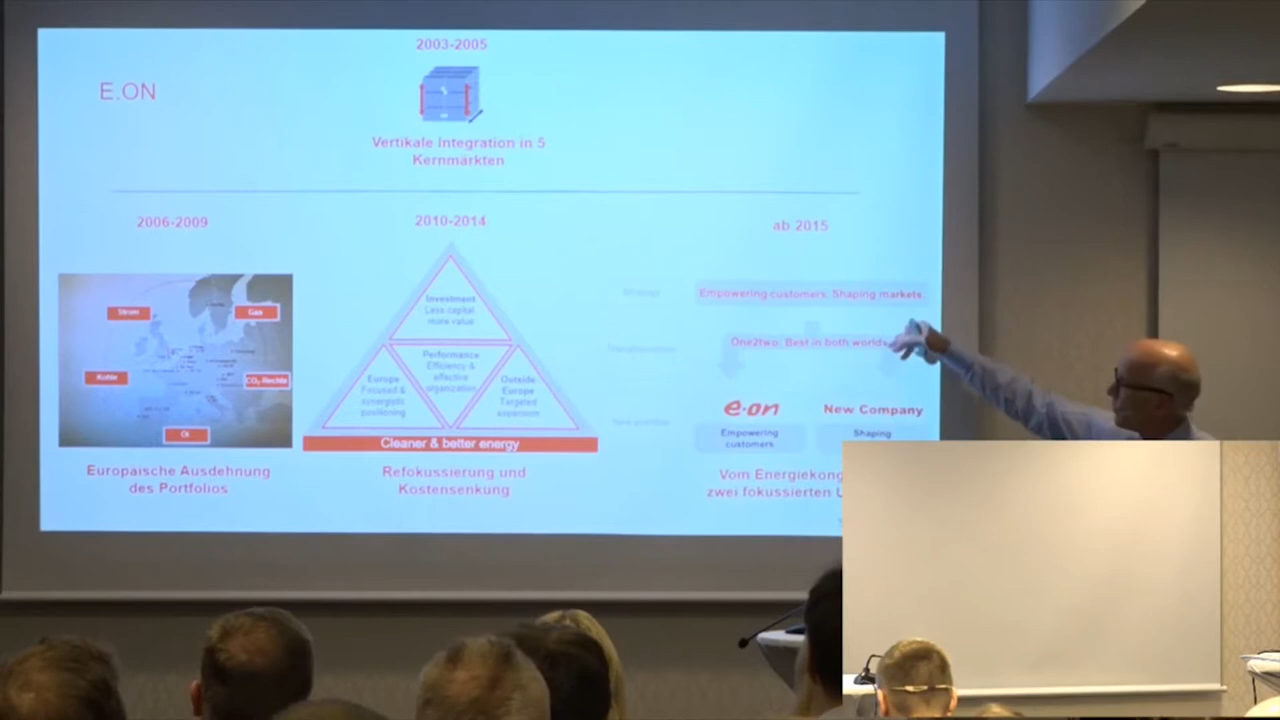 2003-2005
E.ON
Vertikale Integration in 5
Kernmärkten
2006-2009
2010-2014
ab 2015
Strom
Gas
Kohle
CO₂ Rechte
Öl
Europäische Ausdehnung
des Portfolios
Investment
Less capital
more value
Performance
Efficiency &
effective
organization
Europe
Focused &
synergistic
positioning
Outside
Europe
Targeted
expansion
Cleaner & better energy
Refokussierung und
Kostensenkung
Strategy
Empowering customers. Shaping markets.
One2two: Best in both worlds
e·on
New Company
Empowering
customers
Shaping
Vom Energiekon
zwei fokussierten